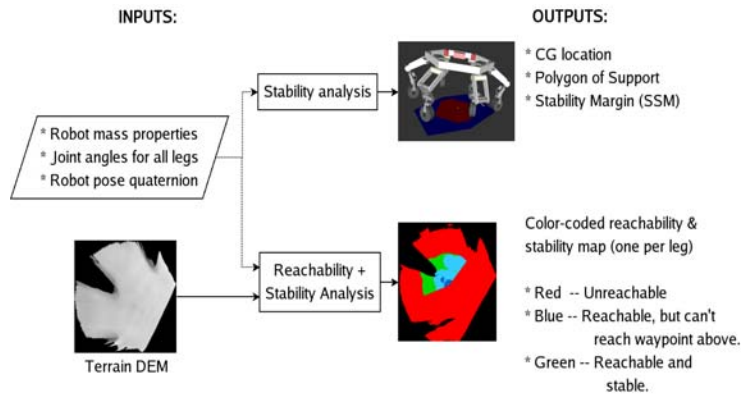 INPUTS:
OUTPUTS:
* Robot mass properties
* Joint angles for all legs
* Robot pose quaternion
Stability analysis
* CG location
* Polygon of Support
* Stability Margin (SSM)
Terrain DEM
Reachability +
Stability Analysis
Color-coded reachability &
stability map (one per leg)
* Red -- Unreachable
* Blue -- Reachable, but can't
reach waypoint above.
* Green -- Reachable and
stable.